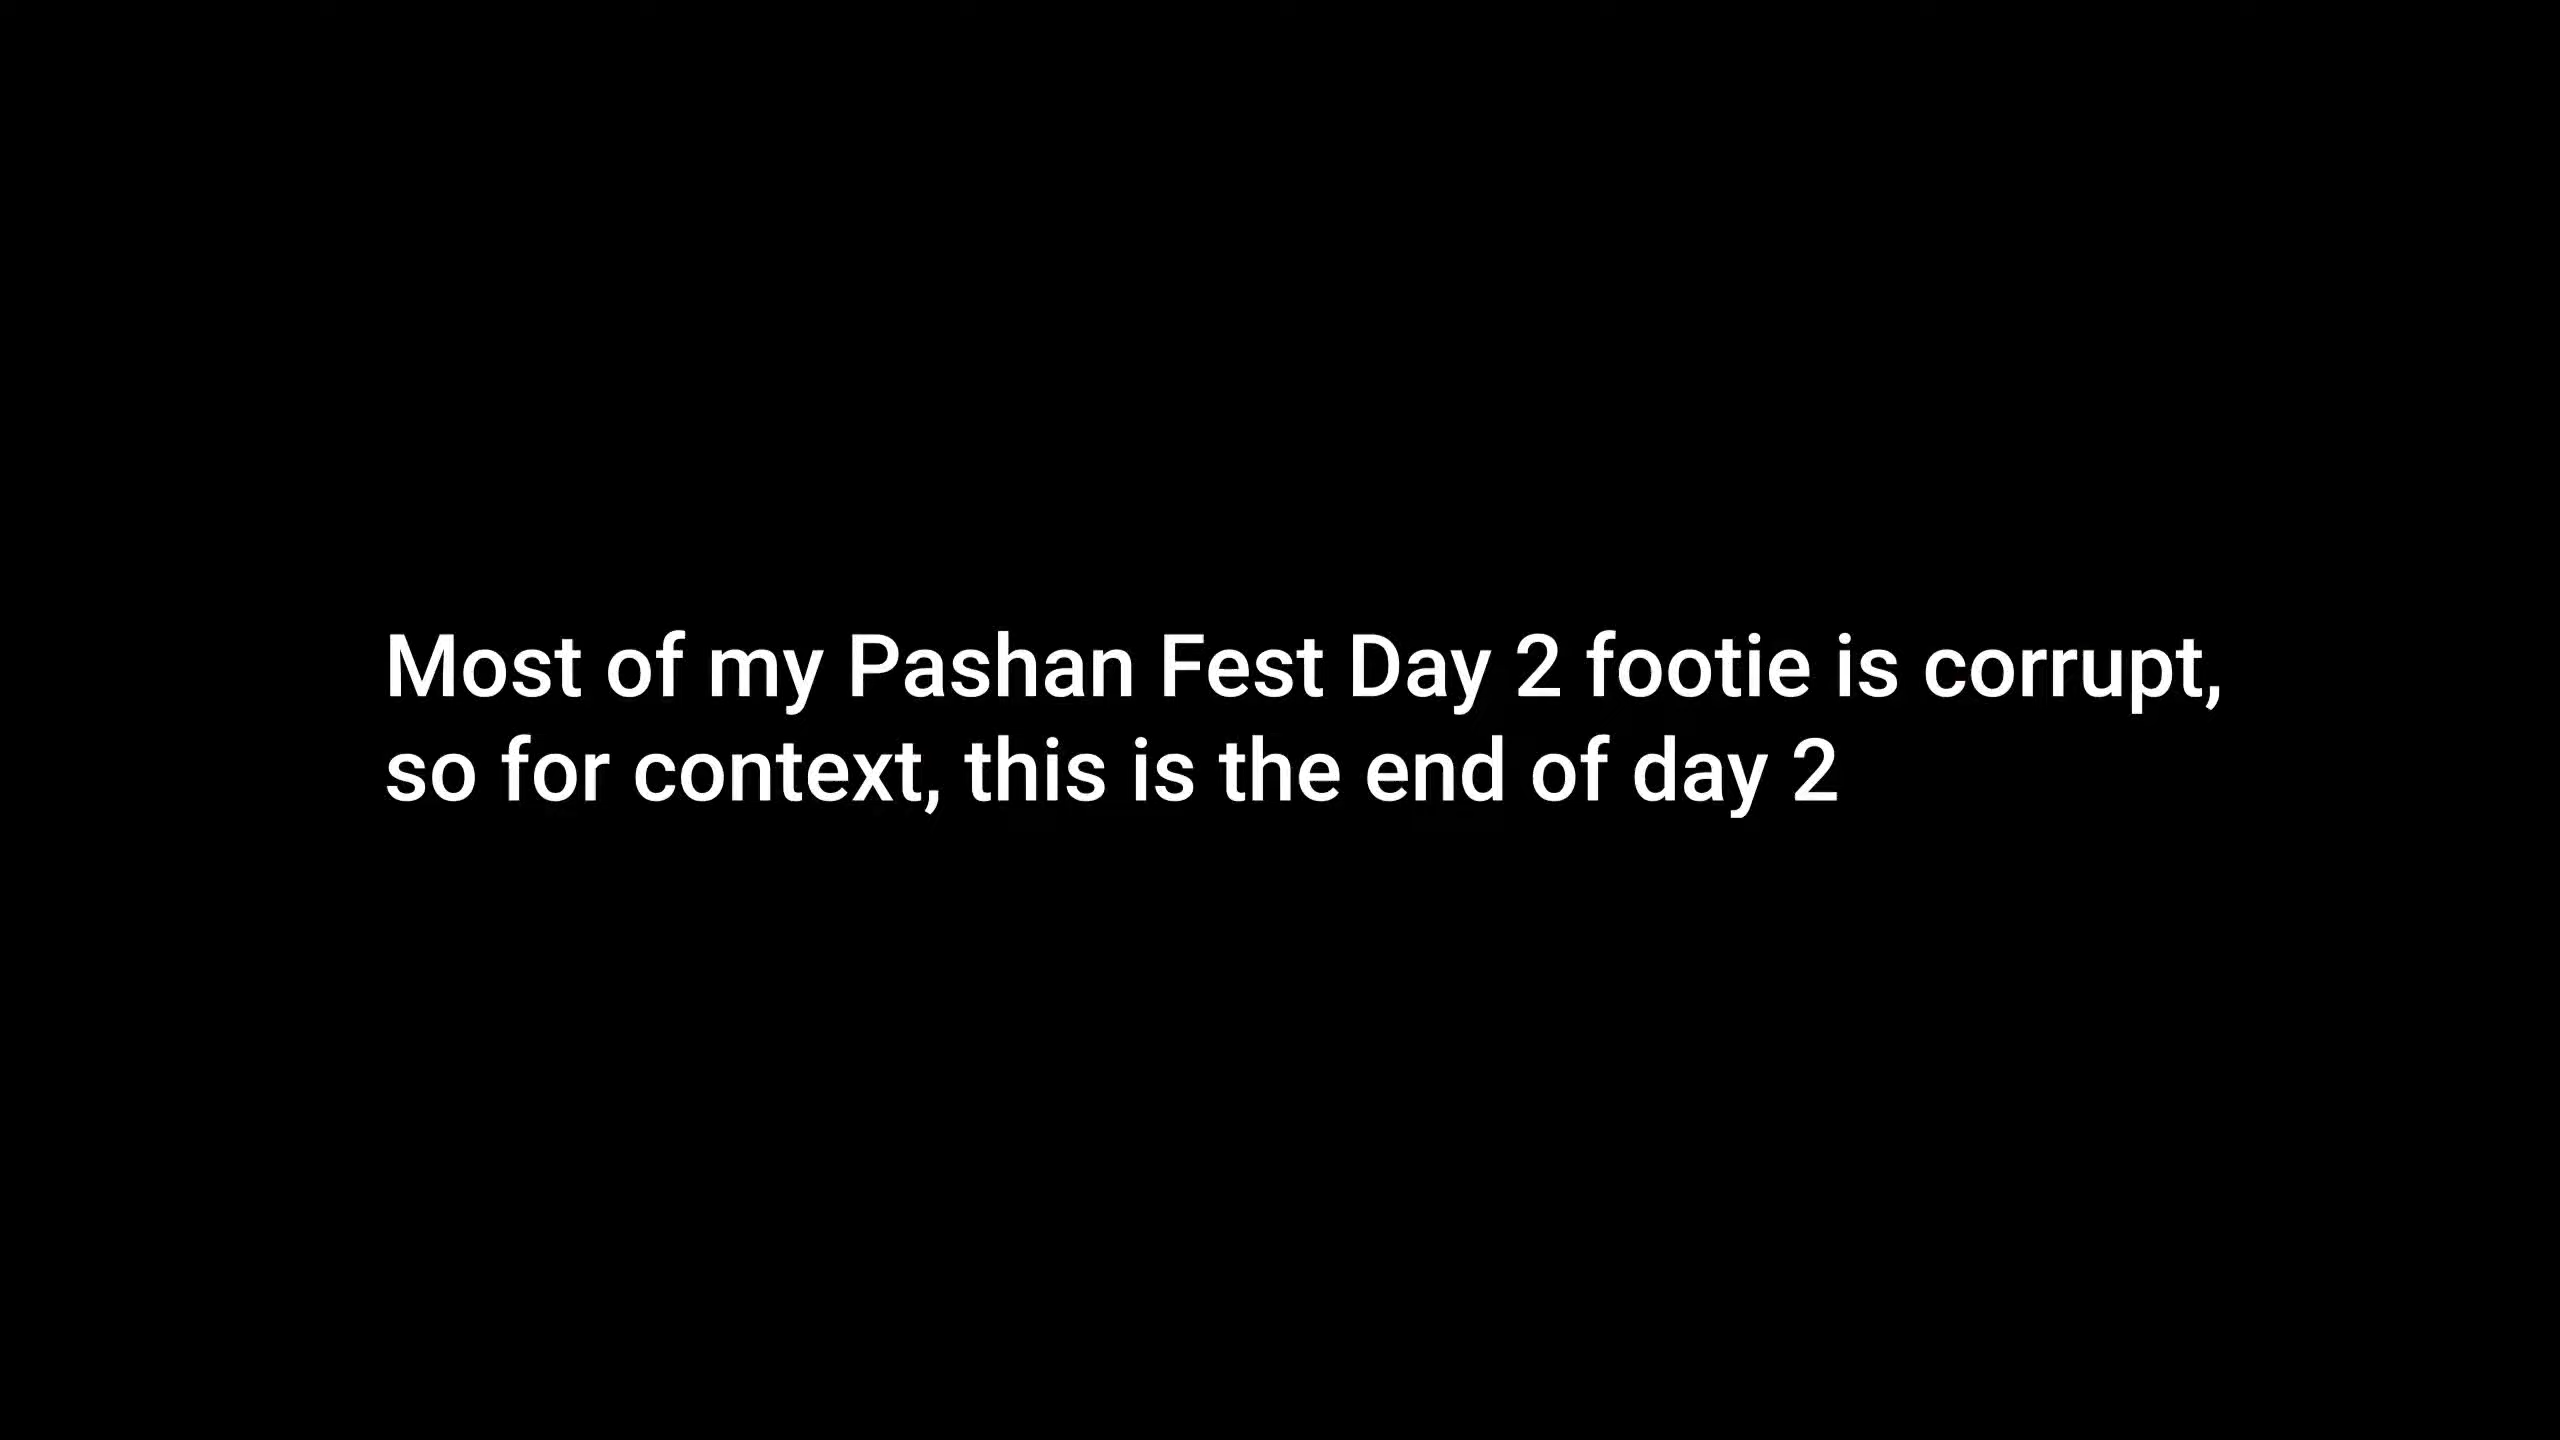 Most of my Pashan Fest Day 2 footie is corrupt,
so for context, this is the end of day 2